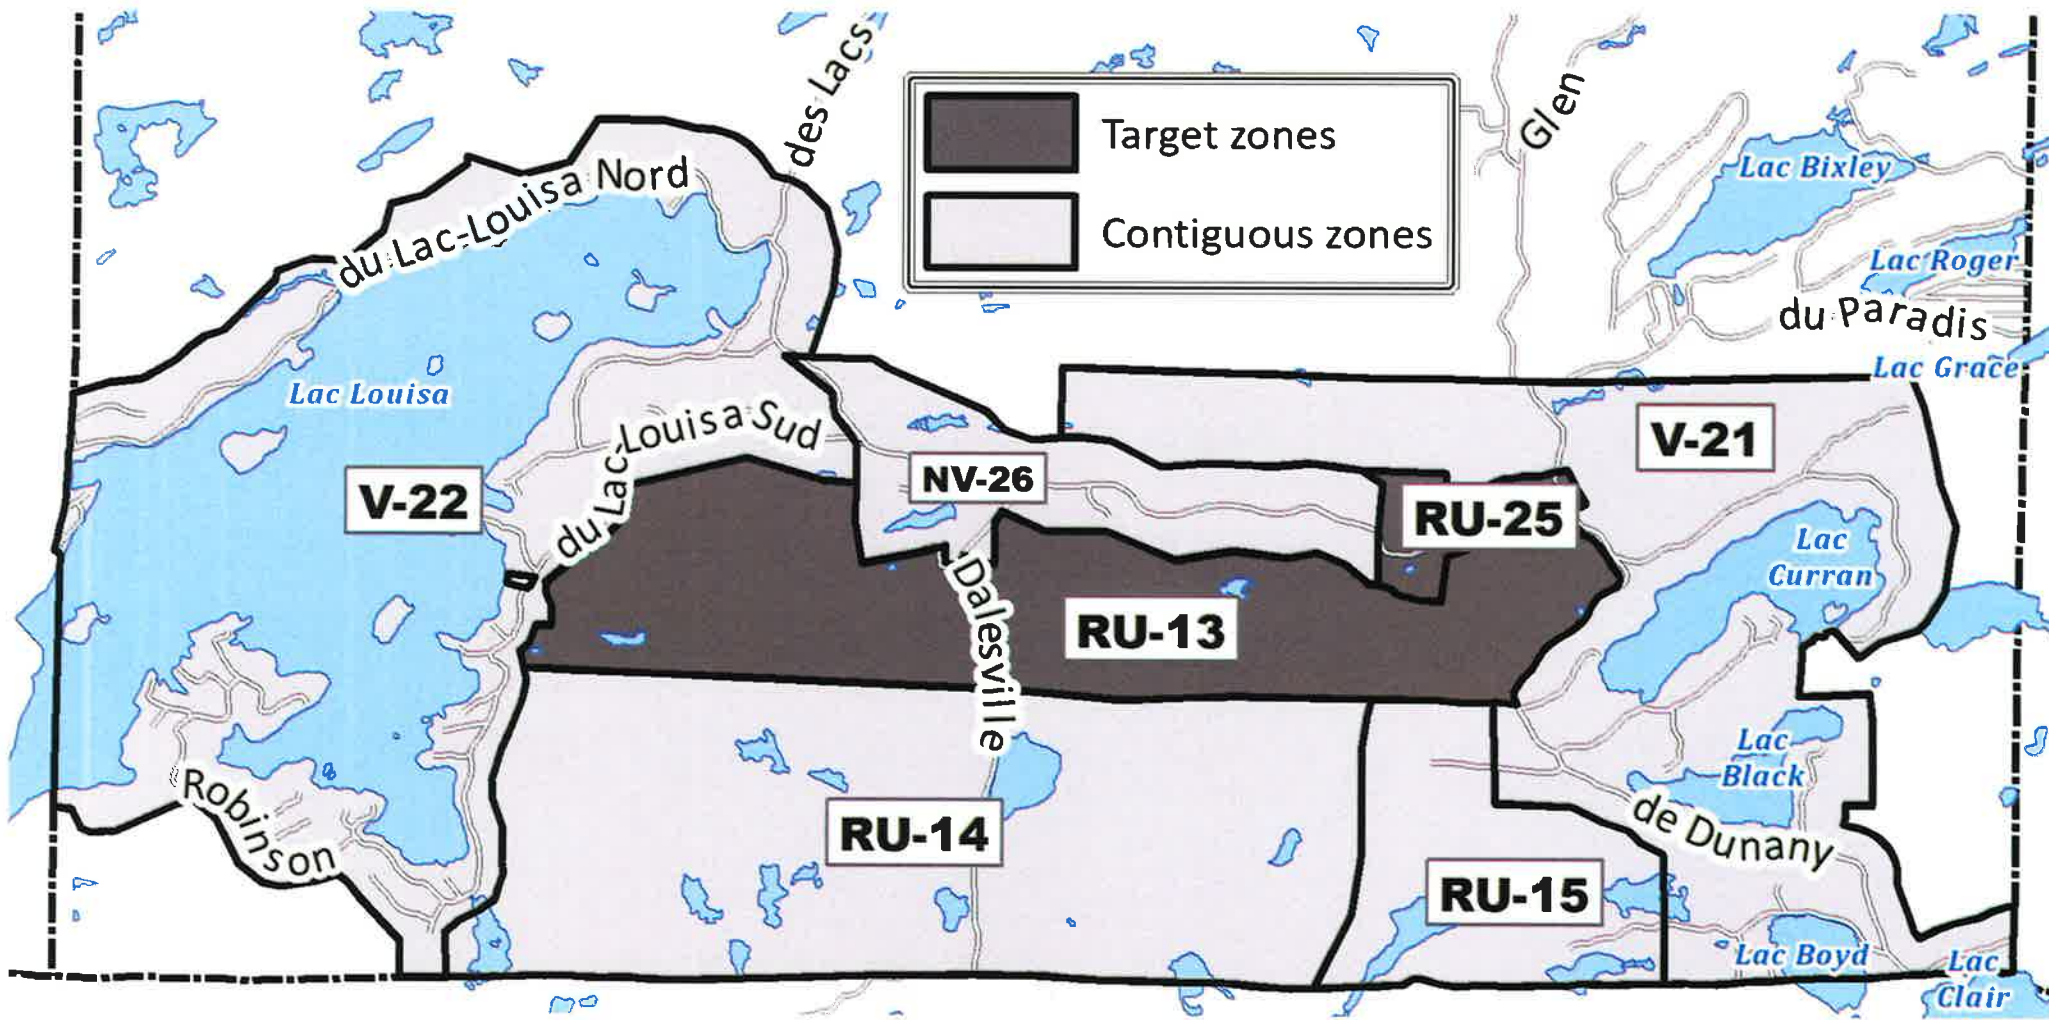 des Lacs
Glen
Target zones
Contiguous zones
du Lac-Louisa Nord
Lac Bixley
Lac Roger
du Paradis
Lac Grace
Lac Louisa
du Lac-Louisa Sud
V-21
NV-26
V-22
RU-25
Lac
Curran
Dalesville
RU-13
Lac
Black
Robinson
de Dunany
RU-14
RU-15
Lac Boyd
Lac
Clair